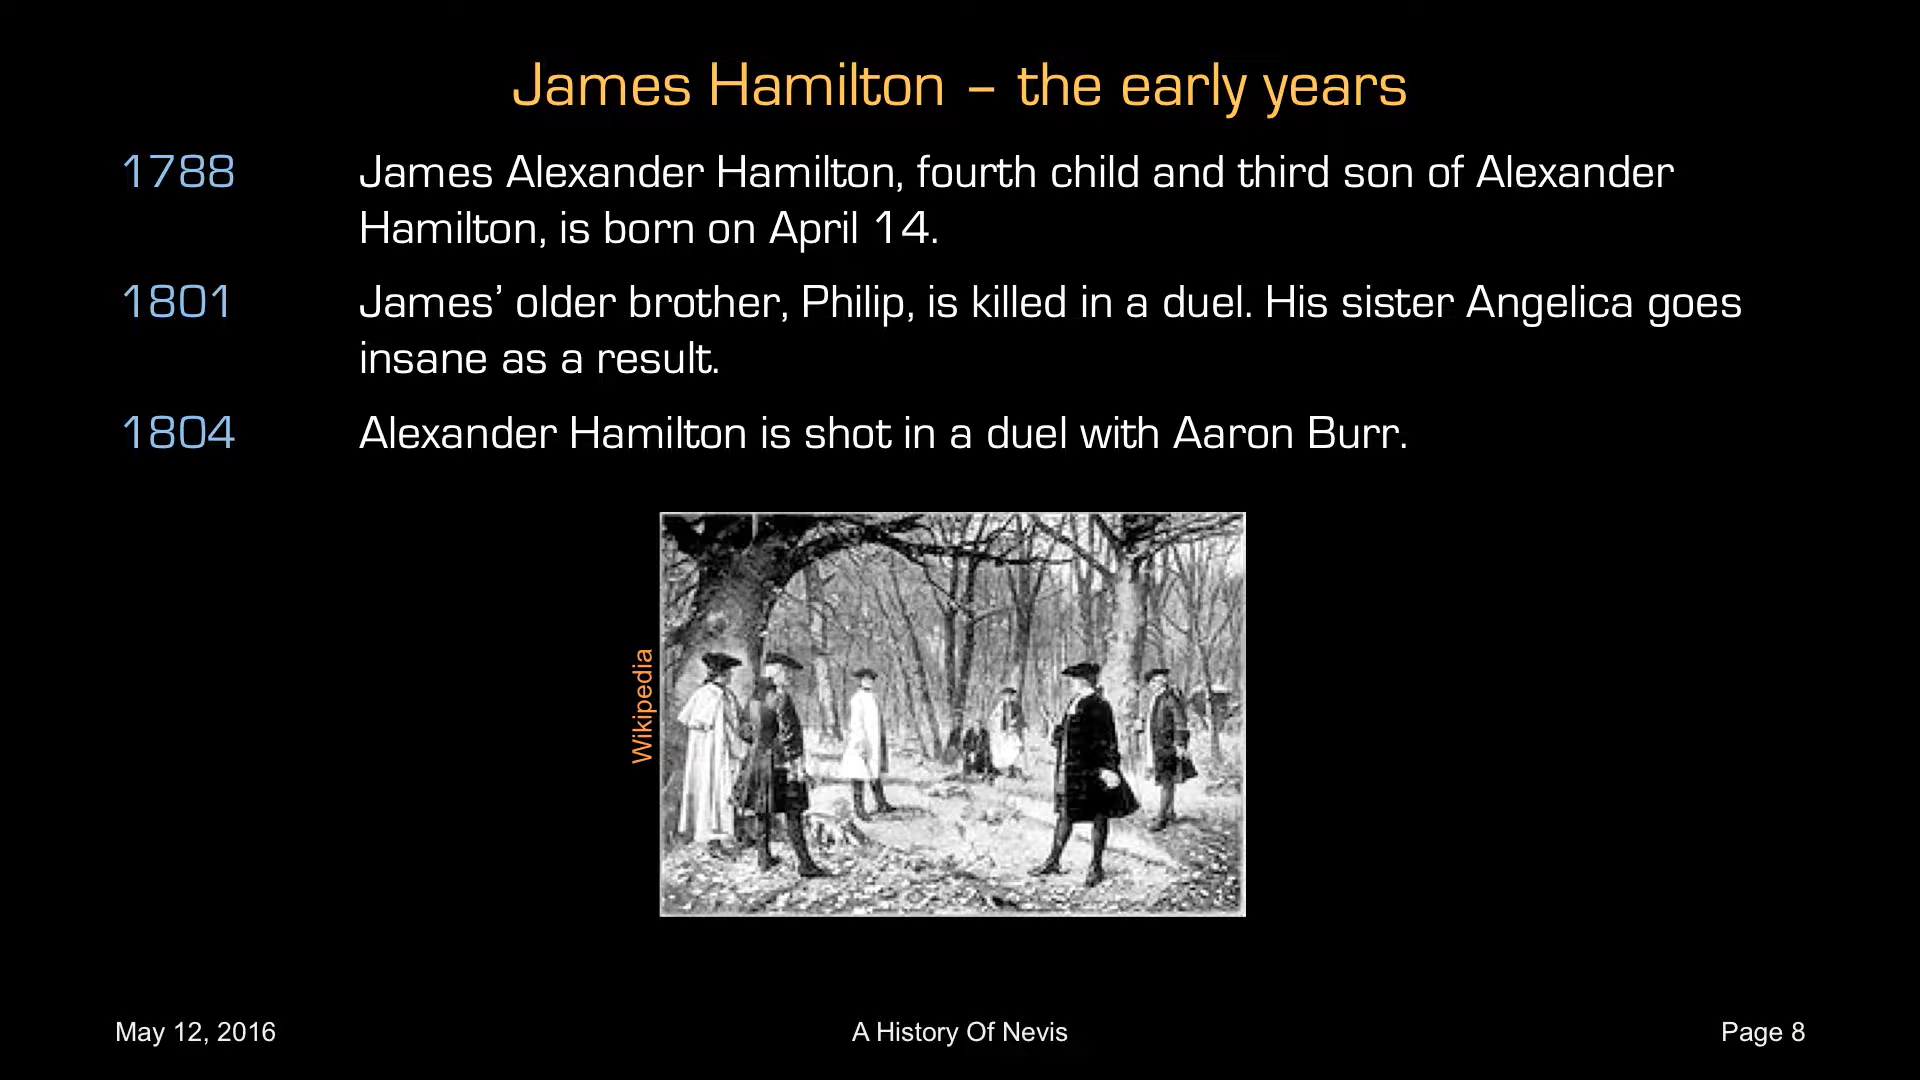 James Hamilton – the early years
1788 James Alexander Hamilton, fourth child and third son of Alexander
Hamilton, is born on April 14.
1801 James’ older brother, Philip, is killed in a duel. His sister Angelica goes
insane as a result.
1804 Alexander Hamilton is shot in a duel with Aaron Burr.
Wikipedia
May 12, 2016 A History Of Nevis Page 8